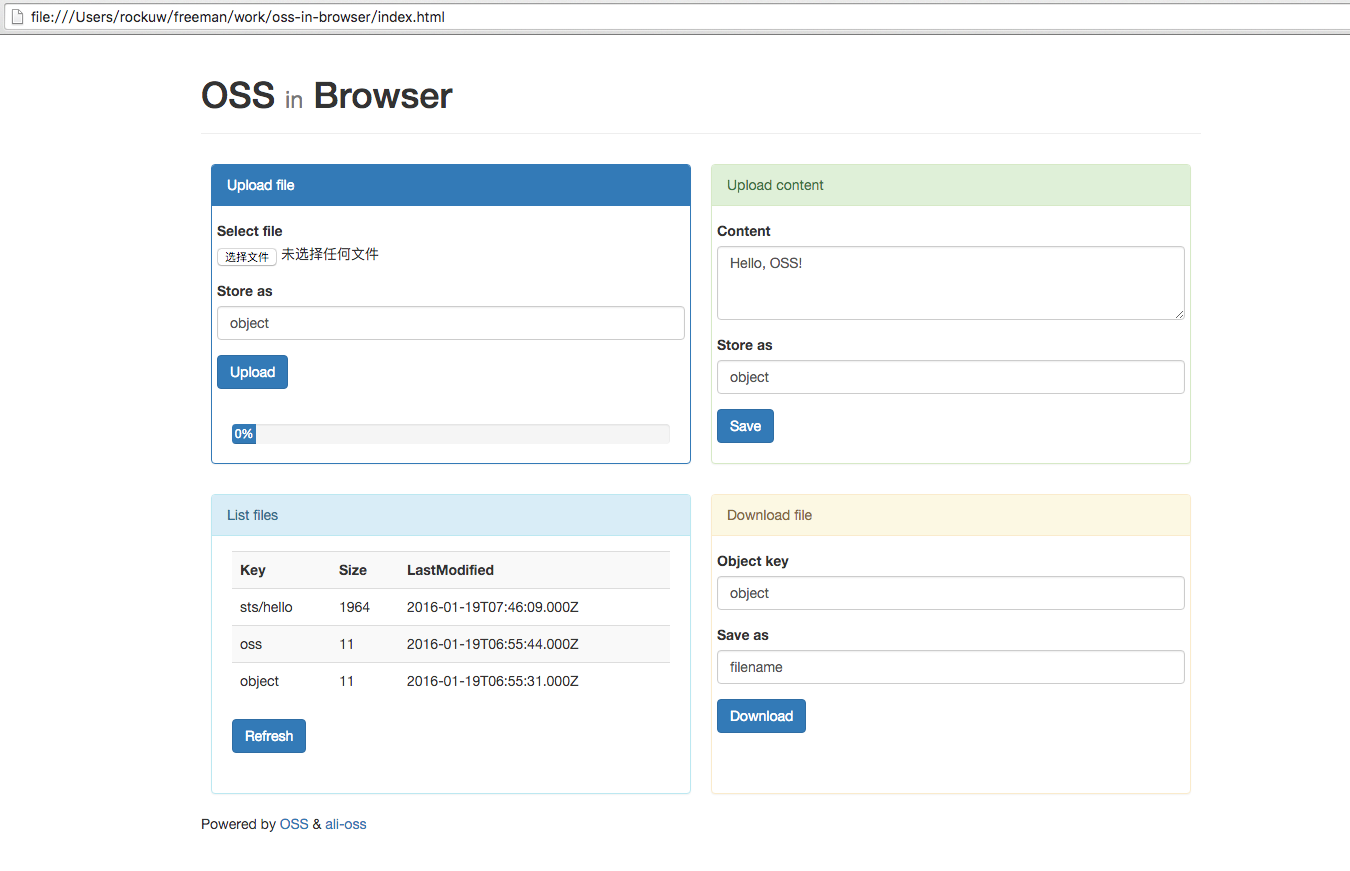 file:///Users/rockuw/freeman/work/oss-in-browser/index.html
OSS in Browser
Upload file
Select file
选择文件 未选择任何文件
Store as
object
Upload
0%
Upload content
Content
Hello, OSS!
Store as
object
Save
List files
Key Size LastModified
sts/hello 1964 2016-01-19T07:46:09.000Z
oss 11 2016-01-19T06:55:44.000Z
object 11 2016-01-19T06:55:31.000Z
Refresh
Download file
Object key
object
Save as
filename
Download
Powered by OSS & ali-oss